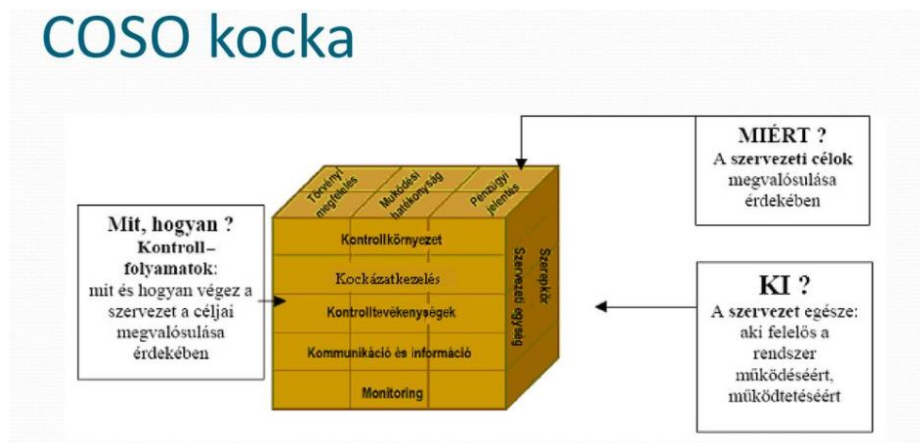 COSO kocka
MIÉRT ?
A szervezeti célok
megvalósulása
érdekében
Törvényi
megfelelés
Működési
hatékonyság
Pénzügyi
jelentés
Mit, hogyan ?
Kontroll–
folyamatok:
mit és hogyan végez a
szervezet a céljai
megvalósulása
érdekében
Kontrollkörnyezet
Kockázatkezelés
Kontrolltevékenységek
Kommunikáció és információ
Monitoring
Szervezeti egység
Szerepkör
KI ?
A szervezet egésze:
aki felelős a
rendszer
működéséért,
működtetéséért